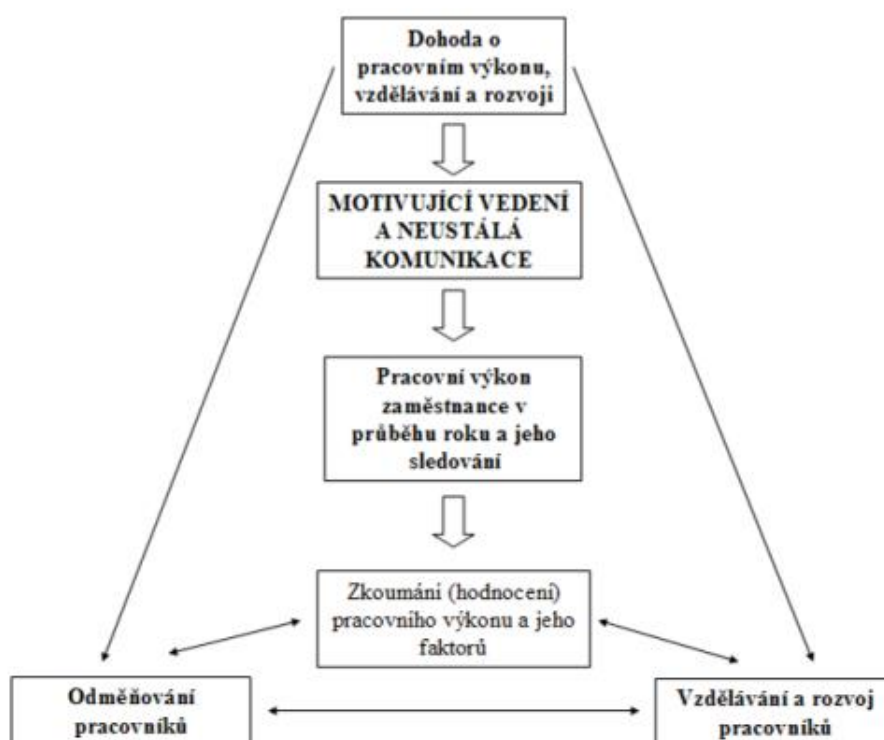 Dohoda o
pracovním výkonu,
vzdělávání a rozvoji
MOTIVUJÍCÍ VEDENÍ
A NEUSTÁLÁ
KOMUNIKACE
Pracovní výkon
zaměstnance v
průběhu roku a jeho
sledování
Zkoumání (hodnocení)
pracovního výkonu a jeho
faktorů
Odměňování
pracovníků
Vzdělávání a rozvoj
pracovníků